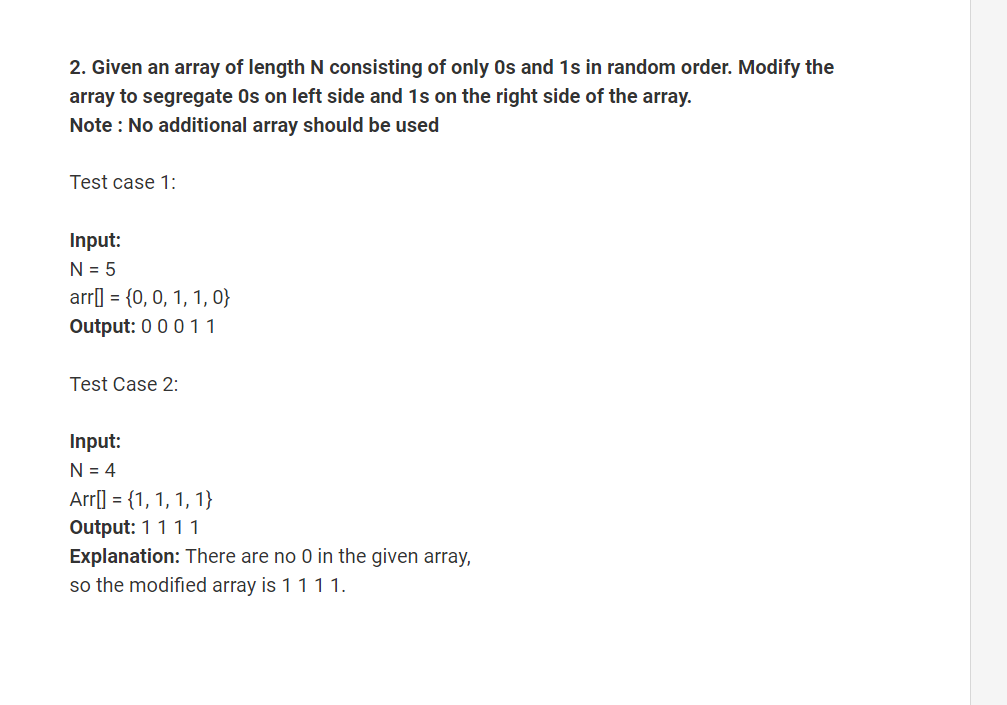 2. Given an array of length N consisting of only 0s and 1s in random order. Modify the
array to segregate 0s on left side and 1s on the right side of the array.
Note : No additional array should be used
Test case 1:
Input:
N = 5
arr[] = {0, 0, 1, 1, 0}
Output: 0 0 0 1 1
Test Case 2:
Input:
N = 4
Arr[] = {1, 1, 1, 1}
Output: 1 1 1 1
Explanation: There are no 0 in the given array,
so the modified array is 1 1 1 1.